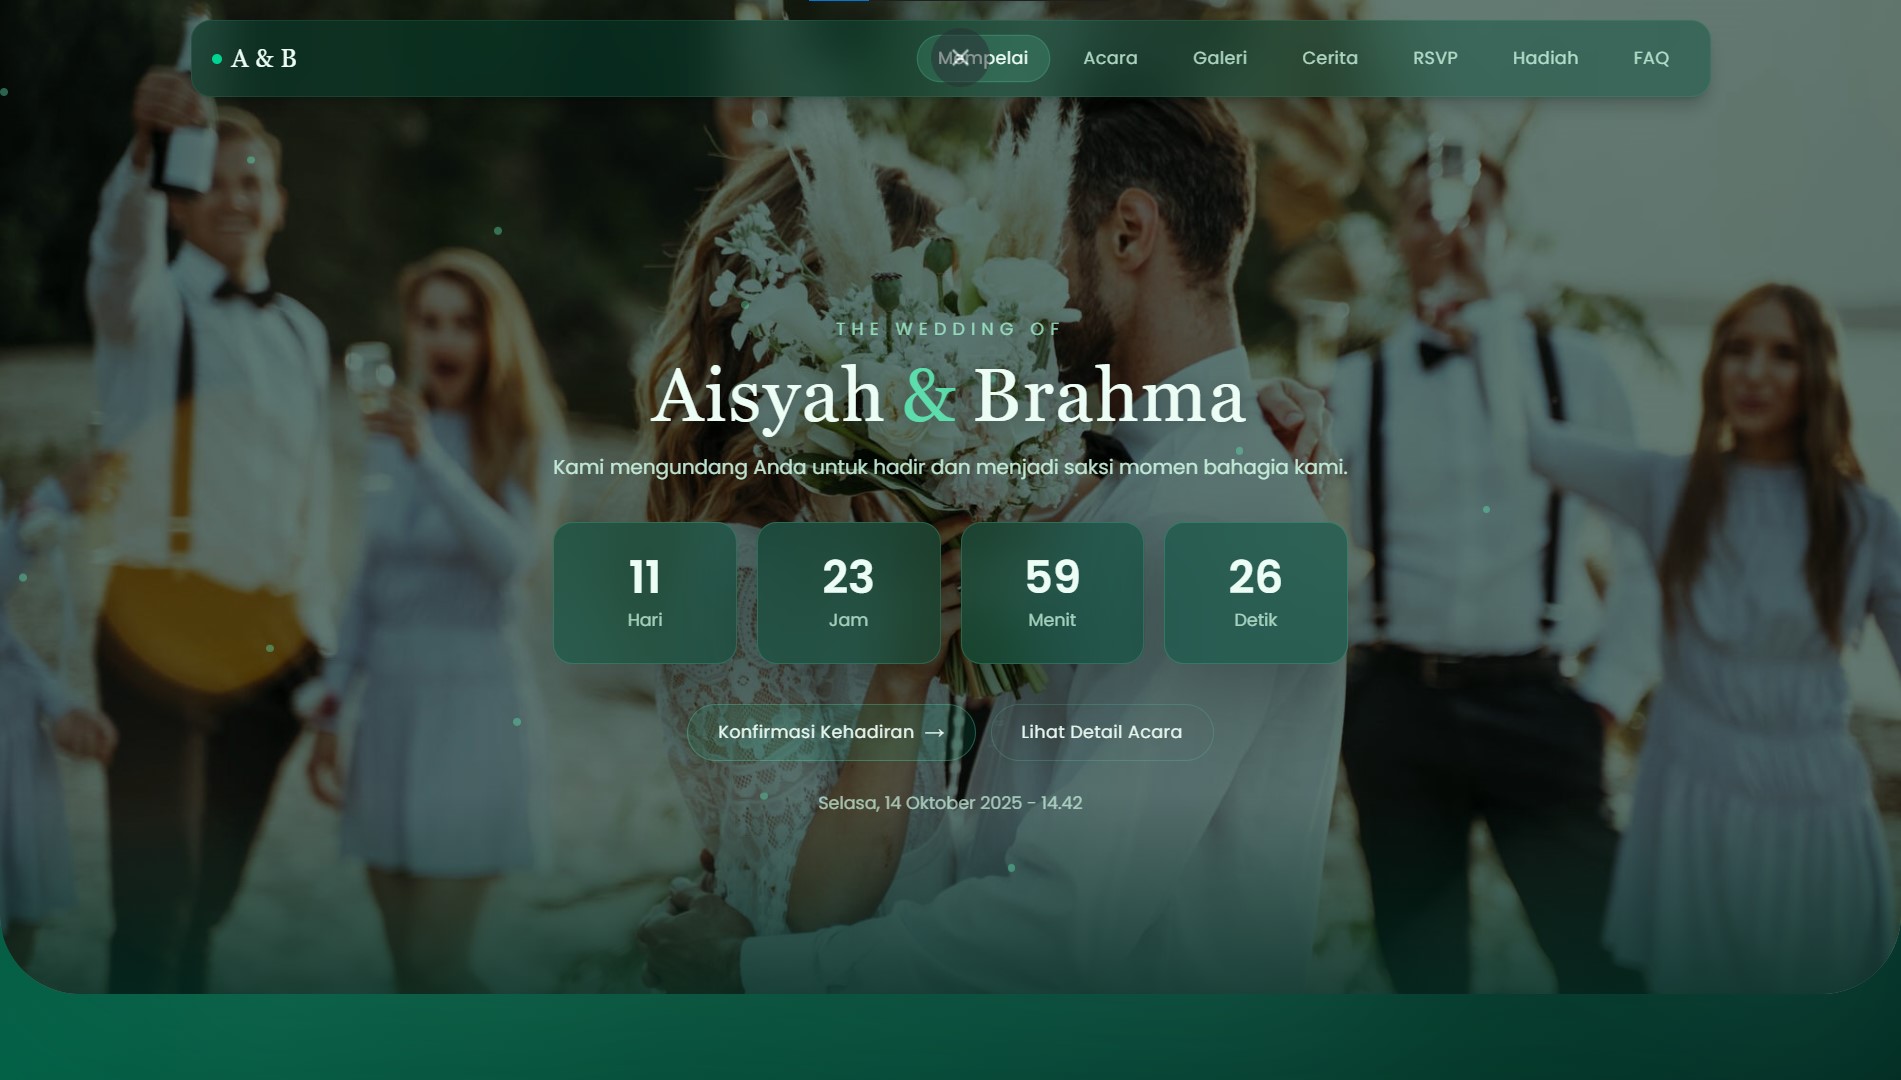 A & B
Mempelai
Acara
Galeri
Cerita
RSVP
Hadiah
FAQ
THE WEDDING OF
Aisyah & Brahma
Kami mengundang Anda untuk hadir dan menjadi saksi momen bahagia kami.
11
Hari
23
Jam
59
Menit
26
Detik
Konfirmasi Kehadiran →
Lihat Detail Acara
Selasa, 14 Oktober 2025 - 14.42